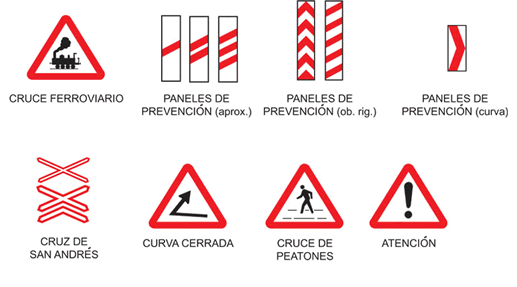 CRUCE FERROVIARIO
PANELES DE
PREVENCIÓN (aprox.)
PANELES DE
PREVENCIÓN (ob. rig.)
PANELES DE
PREVENCIÓN (curva)
CRUZ DE
SAN ANDRÉS
CURVA CERRADA
CRUCE DE
PEATONES
ATENCIÓN